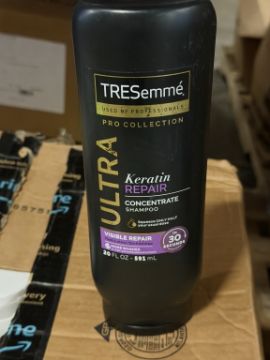 TRESemmé
USED BY PROFESSIONALS
PRO COLLECTION
ULTRA
Keratin
REPAIR
CONCENTRATE
SHAMPOO
VISIBLE REPAIR
30
SECONDS
20 FL OZ - 591 mL